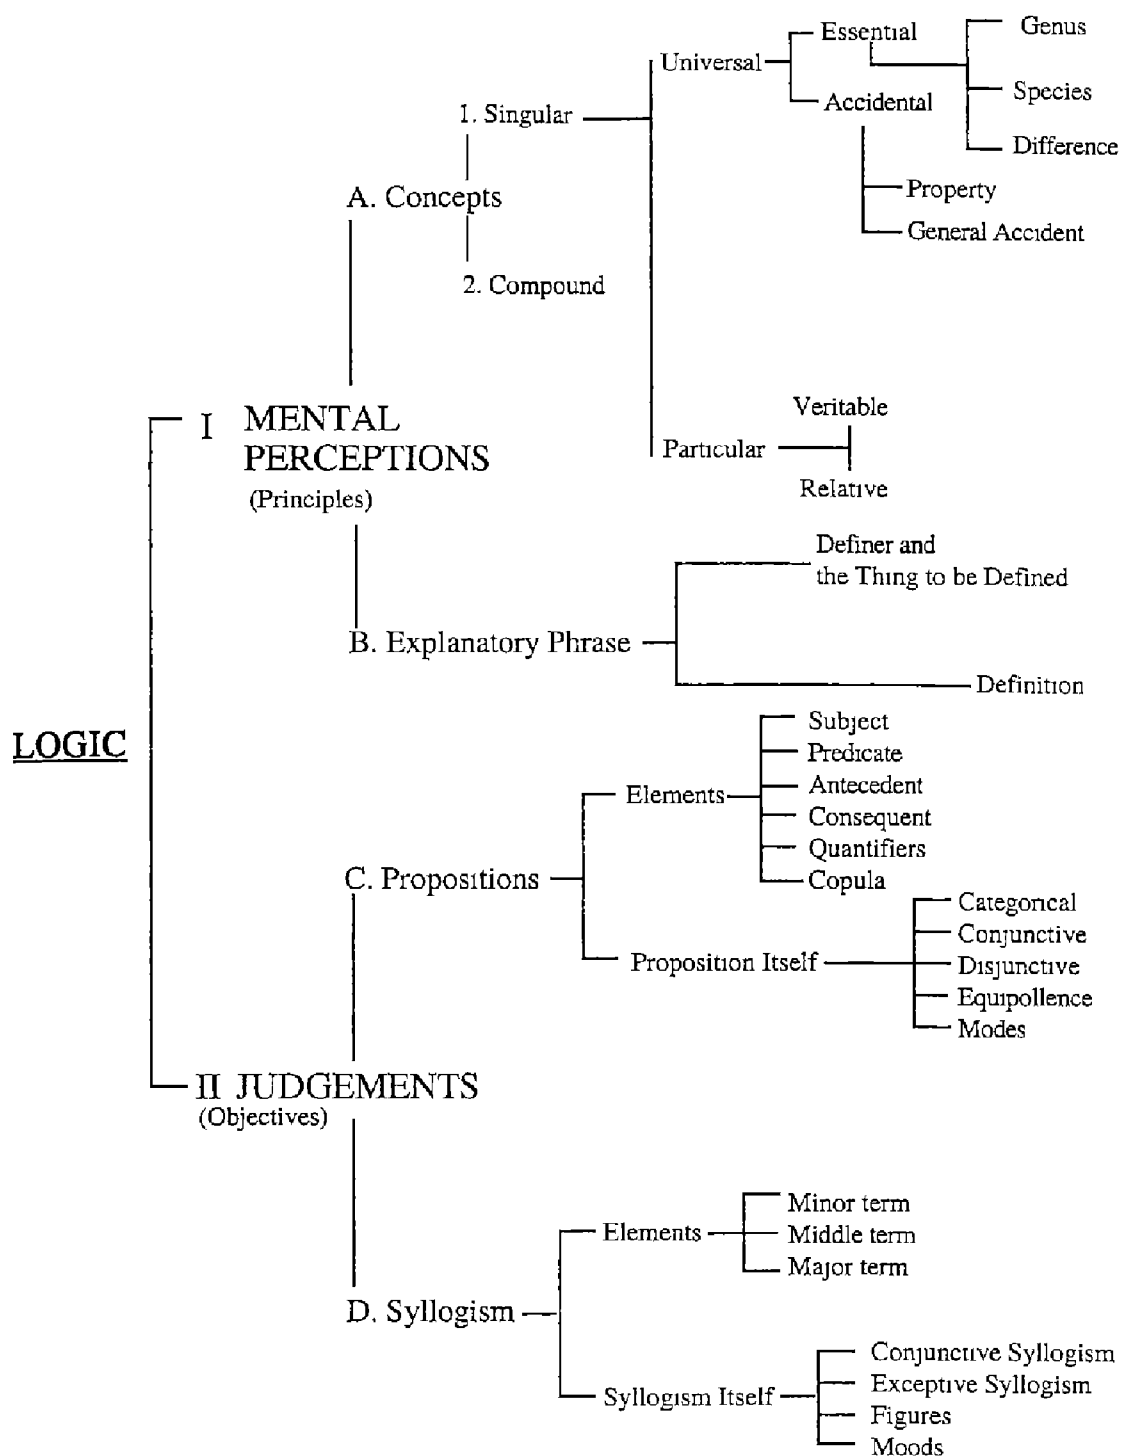 LOGIC
I MENTAL
PERCEPTIONS
(Principles)
A. Concepts
1. Singular
Universal
Essential
Genus
Species
Difference
Accidental
Property
General Accident
Particular
Veritable
Relative
2. Compound
B. Explanatory Phrase
Definer and
the Thing to be Defined
Definition
II JUDGEMENTS
(Objectives)
C. Propositions
Elements
Subject
Predicate
Antecedent
Consequent
Quantifiers
Copula
Proposition Itself
Categorical
Conjunctive
Disjunctive
Equipollence
Modes
D. Syllogism
Elements
Minor term
Middle term
Major term
Syllogism Itself
Conjunctive Syllogism
Exceptive Syllogism
Figures
Moods